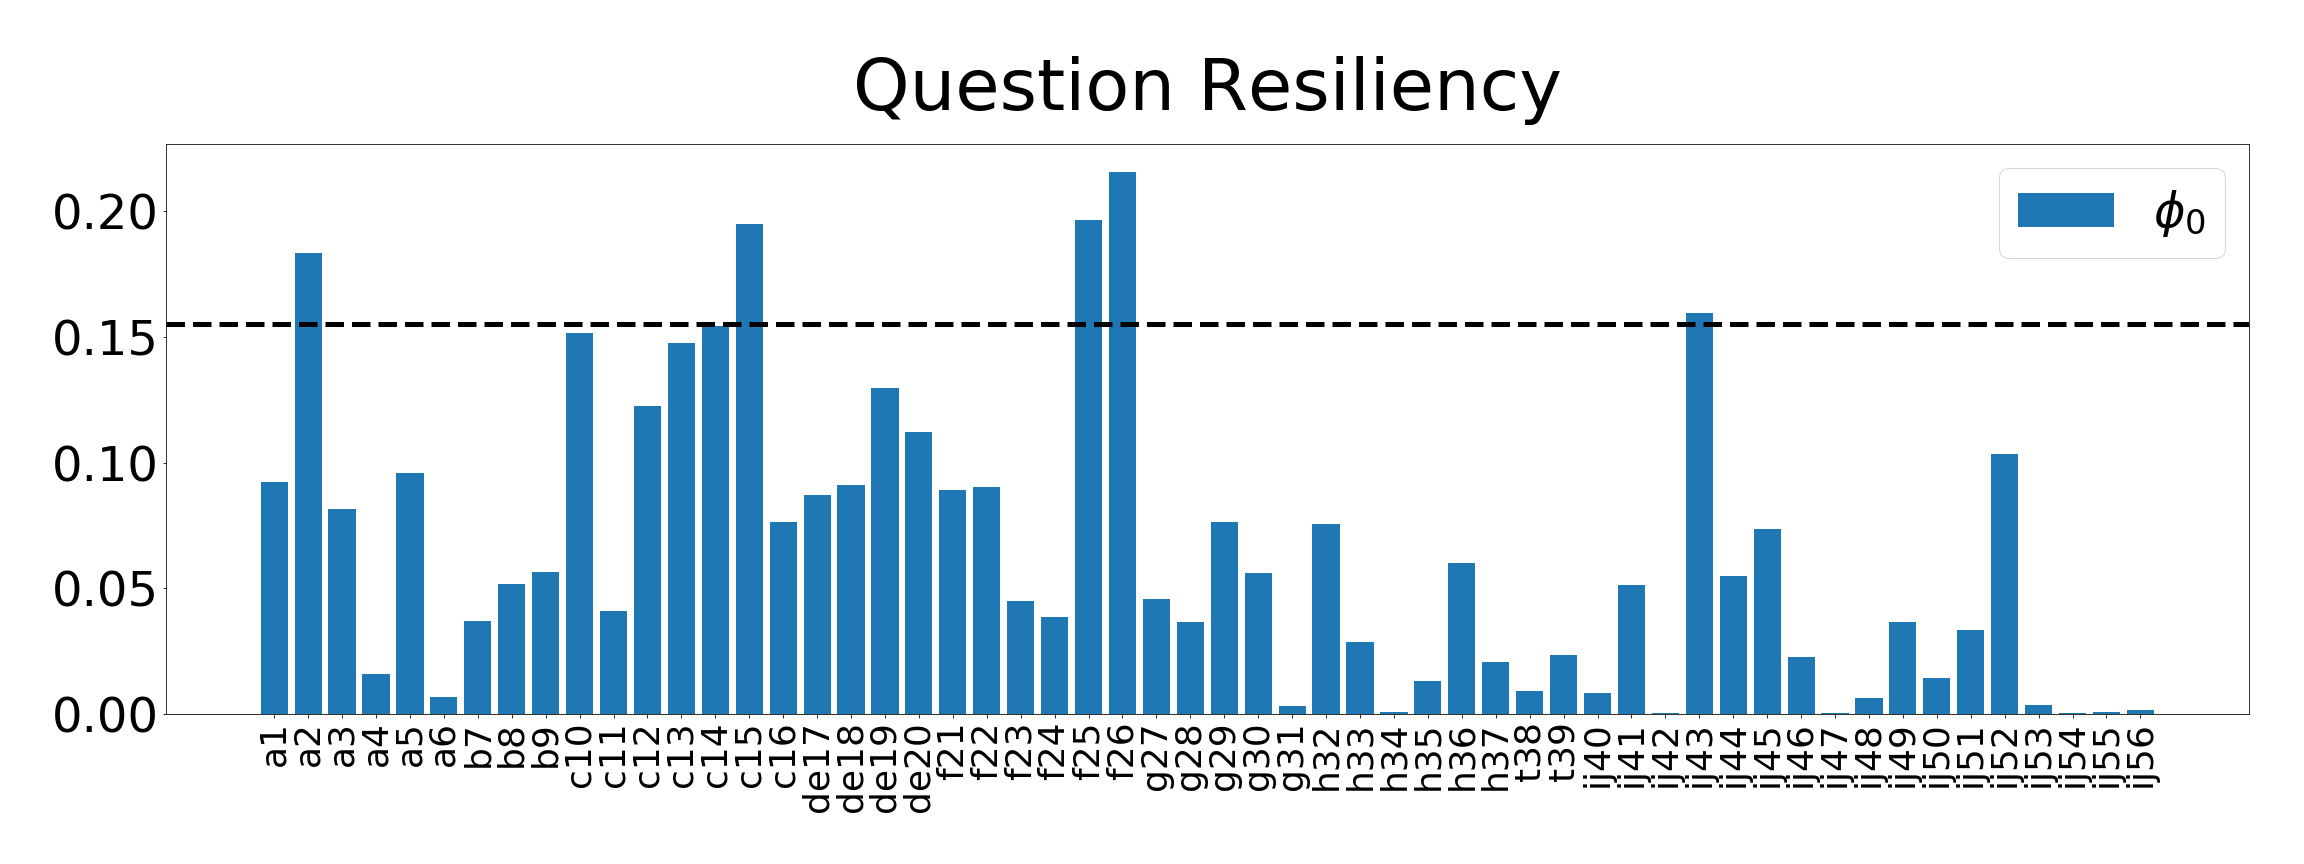 Question Resiliency
0.20
0.15
0.10
0.05
0.00
ϕ0
a1
a2
a3
a4
a5
a6
b7
b8
b9
c10
c11
c12
c13
c14
c15
c16
de17
de18
de19
de20
f21
f22
f23
f24
f25
f26
g27
g28
g29
g30
g31
h32
h33
h34
h35
h36
h37
t38
t39
ij40
ij41
ij42
ij43
ij44
ij45
ij46
ij47
ij48
ij49
ij50
ij51
ij52
ij53
ij54
ij55
ij56